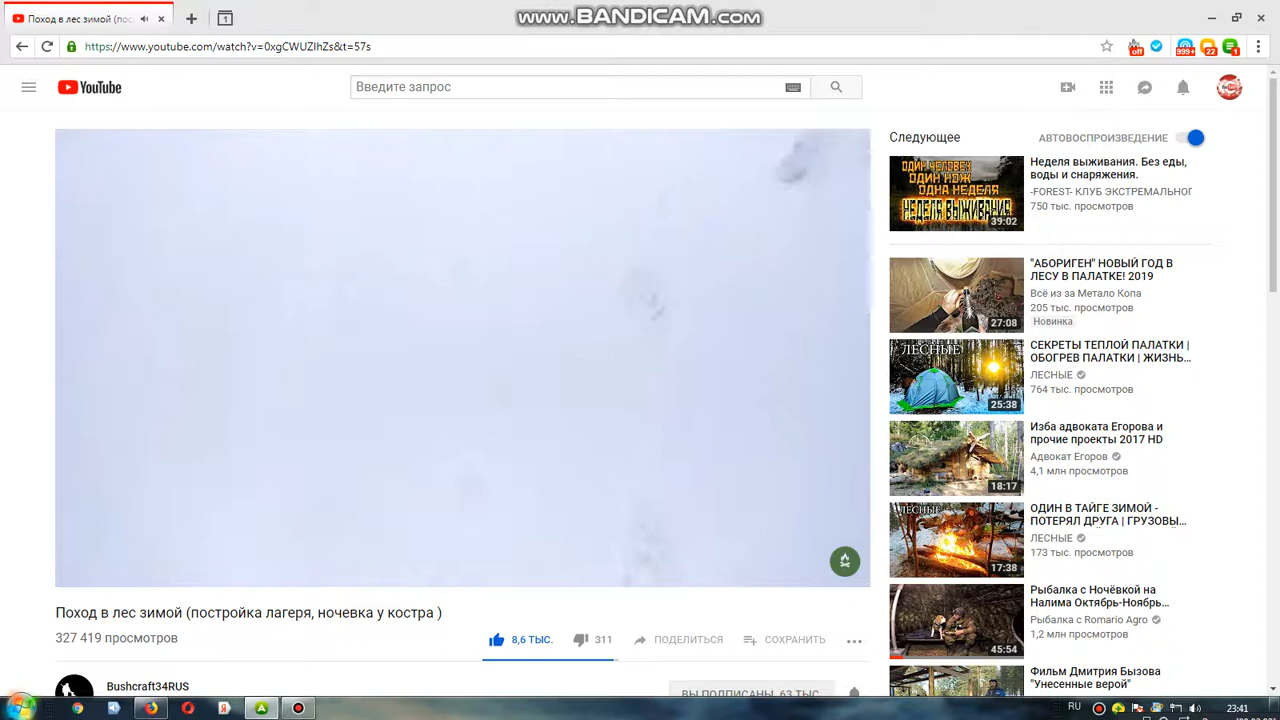 www.BANDICAM.com
Поход в лес зимой (пос
1
https://www.youtube.com/watch?v=0xgCWUZIhZs&t=57s
off
999+
22
1
YouTube
Введите запрос
Следующее
АВТОВОСПРОИЗВЕДЕНИЕ
ОДИН ЧЕЛОВЕК
ОДИН НОЖ
ОДНА НЕДЕЛЯ
НЕДЕЛЯ ВЫЖИВАНИЯ
39:02
Неделя выживания. Без еды,
воды и снаряжения.
-FOREST- КЛУБ ЭКСТРЕМАЛЬНОГ
750 тыс. просмотров
27:08
"АБОРИГЕН" НОВЫЙ ГОД В
ЛЕСУ В ПАЛАТКЕ! 2019
Всё из за Метало Копа
205 тыс. просмотров
Новинка
ЛЕСНЫЕ
25:38
СЕКРЕТЫ ТЕПЛОЙ ПАЛАТКИ |
ОБОГРЕВ ПАЛАТКИ | ЖИЗНЬ...
ЛЕСНЫЕ
764 тыс. просмотров
18:17
Изба адвоката Егорова и
прочие проекты 2017 HD
Адвокат Егоров
4,1 млн просмотров
ЛЕСНЫЕ
17:38
ОДИН В ТАЙГЕ ЗИМОЙ -
ПОТЕРЯЛ ДРУГА | ГРУЗОВЫ...
ЛЕСНЫЕ
173 тыс. просмотров
45:54
Рыбалка с Ночёвкой на
Налима Октябрь-Ноябрь...
Рыбалка с Romario Agro
1,2 млн просмотров
Фильм Дмитрия Бызова
"Унесенные верой"
Поход в лес зимой (постройка лагеря, ночевка у костра )
327 419 просмотров
8,6 ТЫС.
311
ПОДЕЛИТЬСЯ
СОХРАНИТЬ
Bushcraft34RUS
ВЫ ПОДПИСАНЫ 63 ТЫС.
RU
23:41